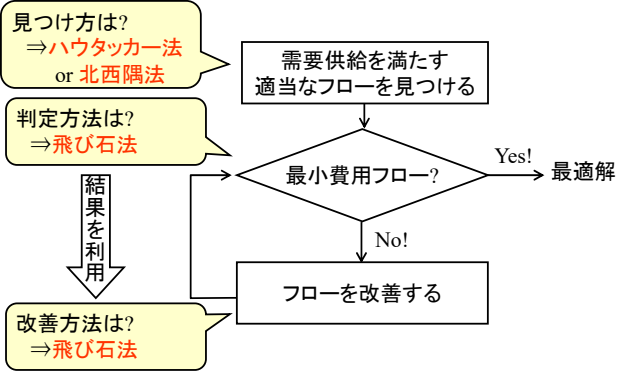 見つけ方は?
⇒ハウタッカー法
or 北西隅法
需要供給を満たす
適当なフローを見つける
判定方法は?
⇒飛び石法
最小費用フロー?
Yes!
最適解
結果を利用
No!
フローを改善する
改善方法は?
⇒飛び石法